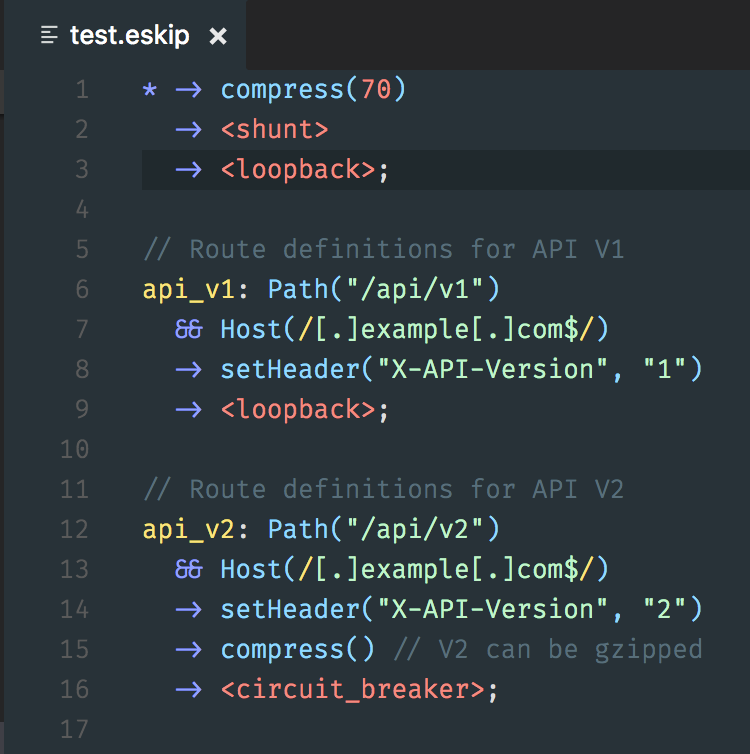 test.eskip ×
1 * -> compress(70)
2 -> <shunt>
3 -> <loopback>;
4
5 // Route definitions for API V1
6 api_v1: Path("/api/v1")
7 && Host(/[.]example[.]com$/)
8 -> setHeader("X-API-Version", "1")
9 -> <loopback>;
10
11 // Route definitions for API V2
12 api_v2: Path("/api/v2")
13 && Host(/[.]example[.]com$/)
14 -> setHeader("X-API-Version", "2")
15 -> compress() // V2 can be gzipped
16 -> <circuit_breaker>;
17